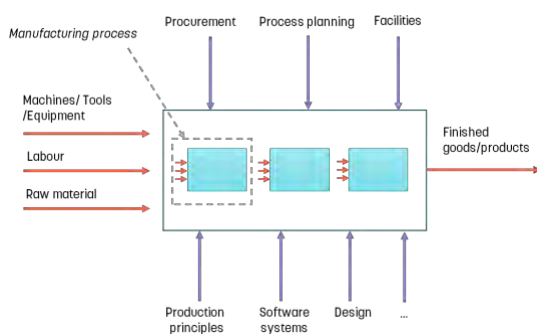 Procurement
Process planning
Facilities
Manufacturing process
Machines/ Tools
/Equipment
Labour
Raw material
Finished
goods/products
Production
principles
Software
systems
Design
...